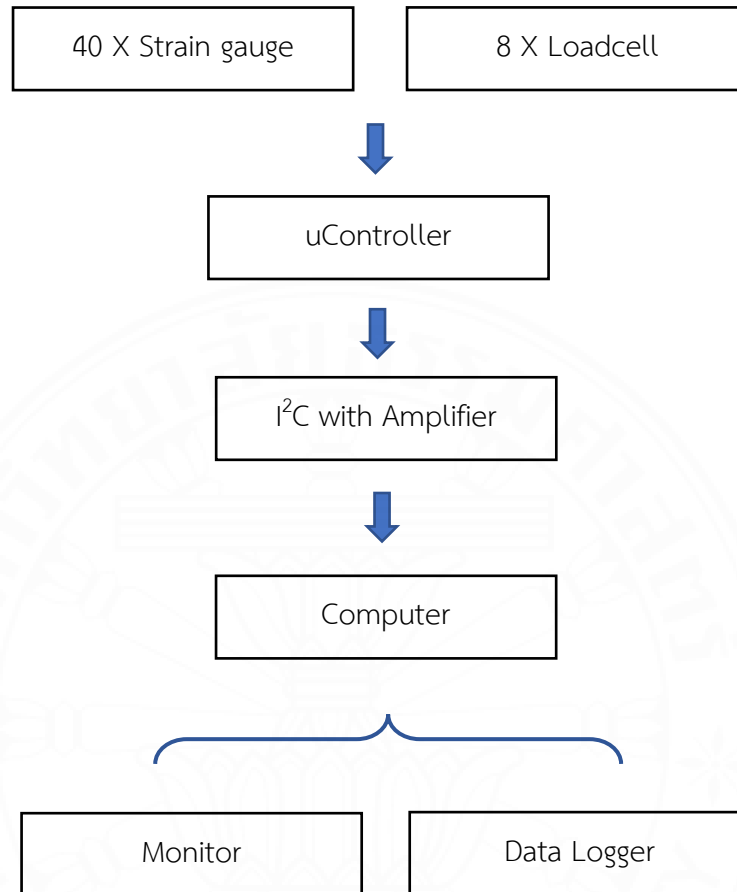 40 X Strain gauge
8 X Loadcell
uController
I²C with Amplifier
Computer
Monitor
Data Logger